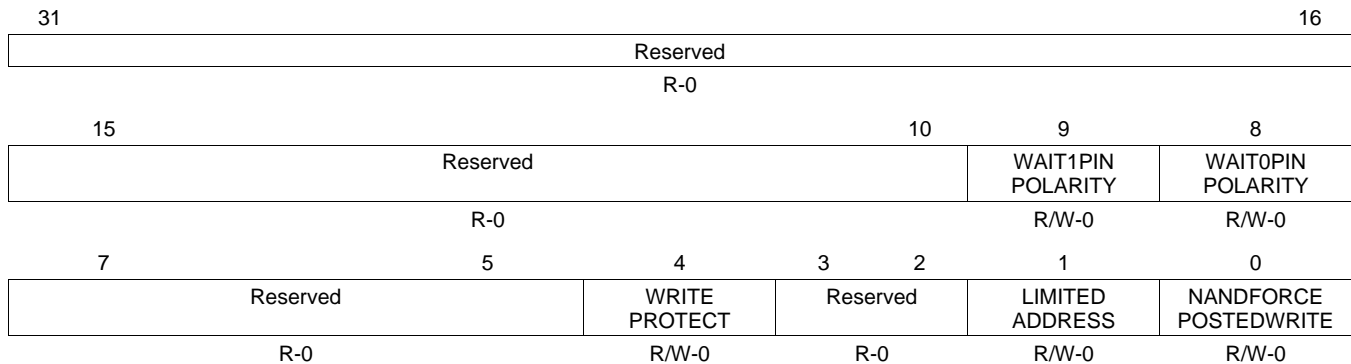 31 16
Reserved
R-0
15 10 9 8
Reserved WAIT1PIN WAIT0PIN
POLARITY POLARITY
R-0 R/W-0 R/W-0
7 5 4 3 2 1 0
Reserved WRITE Reserved LIMITED NANDFORCE
PROTECT ADDRESS POSTEDWRITE
R-0 R/W-0 R-0 R/W-0 R/W-0